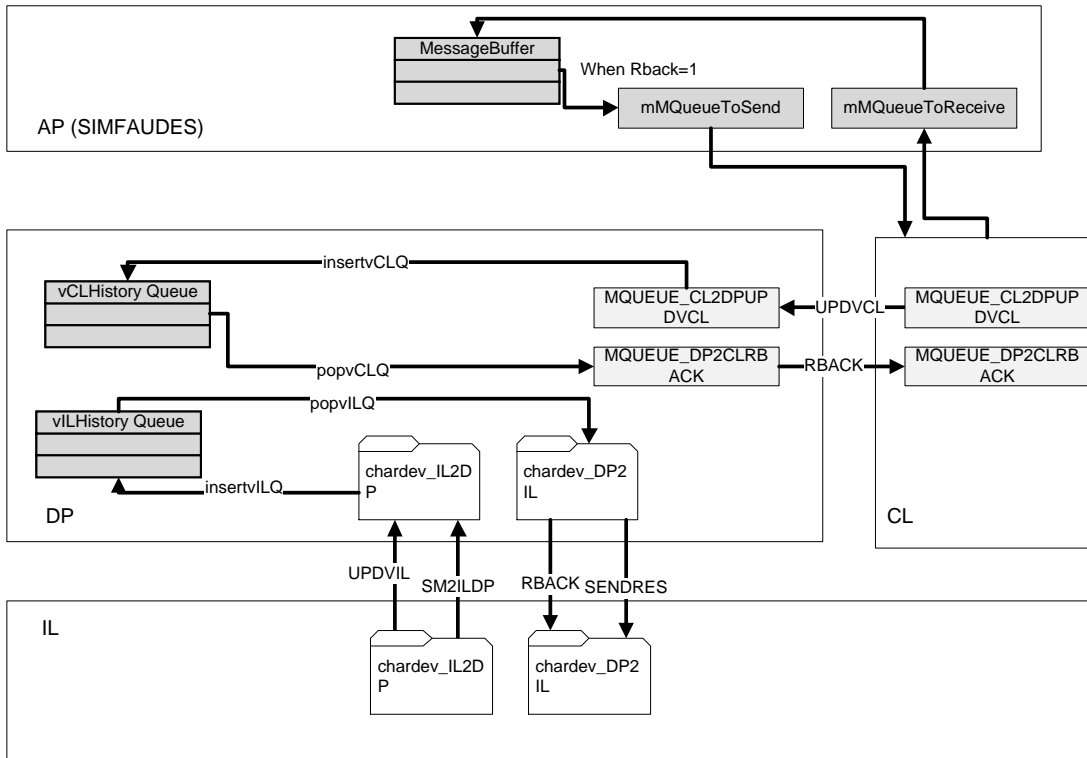 MessageBuffer
When Rback=1
mMQueueToSend
mMQueueToReceive
AP (SIMFAUDES)
insertvCLQ
vCLHistory Queue
MQUEUE_CL2DPUP
DVCL
UPDVCL
MQUEUE_CL2DPUP
DVCL
popvCLQ
MQUEUE_DP2CLRB
ACK
RBACK
MQUEUE_DP2CLRB
ACK
popvILQ
vILHistory Queue
chardev_IL2D
P
chardev_DP2
IL
insertvILQ
DP
CL
UPDVIL
SM2ILDP
RBACK
SENDRES
IL
chardev_IL2D
P
chardev_DP2
IL